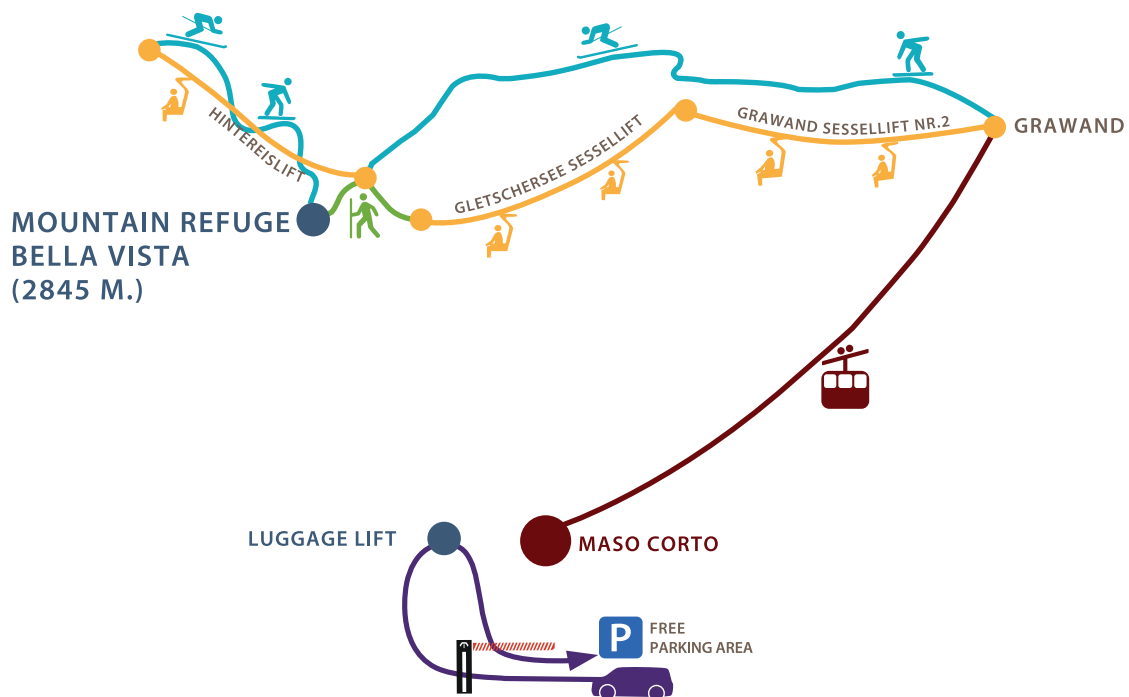 HINTEREISLIFT
GLETSCHERSEE SESSELLIFT
GRAWAND SESSELLIFT NR.2
GRAWAND
MOUNTAIN REFUGE
BELLA VISTA
(2845 M.)
LUGGAGE LIFT
MASO CORTO
P
FREE
PARKING AREA